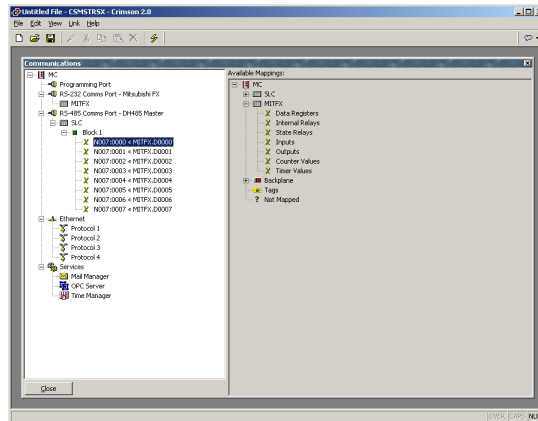 Untitled File - CSMSTRSX - Crimson 2.0
File Edit View Link Help
Communications
MC
Programming Port
RS-232 Comms Port - Mitsubishi FX
MITFX
RS-485 Comms Port - DH485 Master
SLC
Block 1
N007:0000 « MITFX.D0000
N007:0001 « MITFX.D0001
N007:0002 « MITFX.D0002
N007:0003 « MITFX.D0003
N007:0004 « MITFX.D0004
N007:0005 « MITFX.D0005
N007:0006 « MITFX.D0006
N007:0007 « MITFX.D0007
Ethernet
Protocol 1
Protocol 2
Protocol 3
Protocol 4
Services
Mail Manager
OPC Server
Time Manager
Close
Available Mappings:
MC
SLC
MITFX
Data Registers
Internal Relays
State Relays
Inputs
Outputs
Counter Values
Timer Values
Backplane
Tags
Not Mapped
OVER CAPS NU